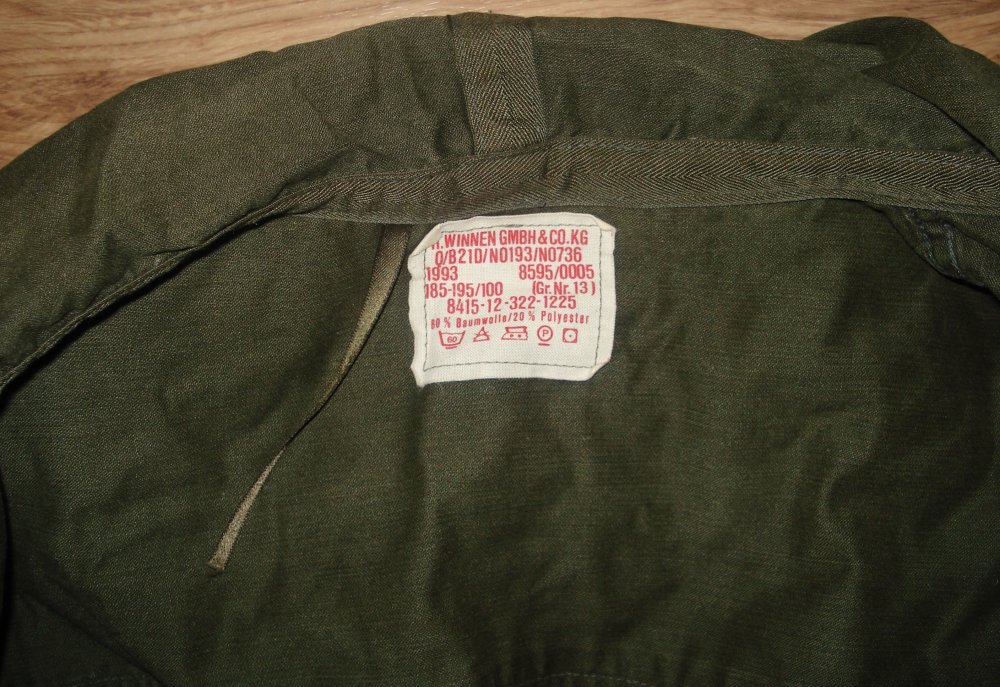 H. WINNEN GMBH & CO.KG
O/B21D/N0193/N0736
1993 8595/0005
185-195/100 (Gr. Nr. 13)
8415-12-322-1225
80 % Baumwolle/20 % Polyester
60 P